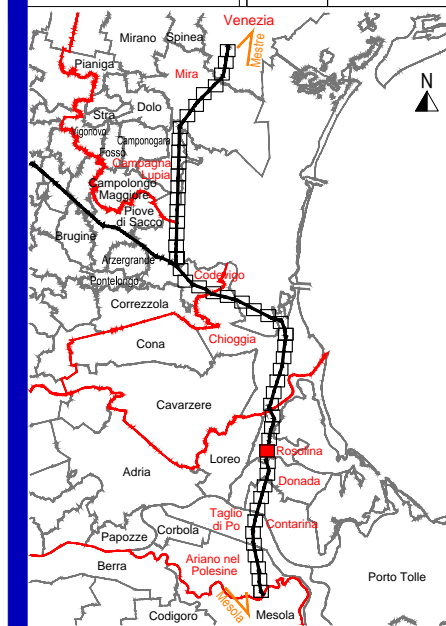 Venezia
Mestre
Mirano
Spinea
Pianiga
Mira
N
Dolo
Stra
Vigonovo
Camponogara
Fosso
Campagna
Lupia
Campolongo
Maggiore
Piove
di Sacco
Brugine
Arzergrande
Pontelongo
Codevigo
Correzzola
Chioggia
Cona
Cavarzere
Rosolina
Loreo
Adria
Donada
Taglio
di Po
Contarina
Corbola
Papozze
Ariano nel
Polesine
Berra
Porto Tolle
Mesola
Mesola
Codigoro